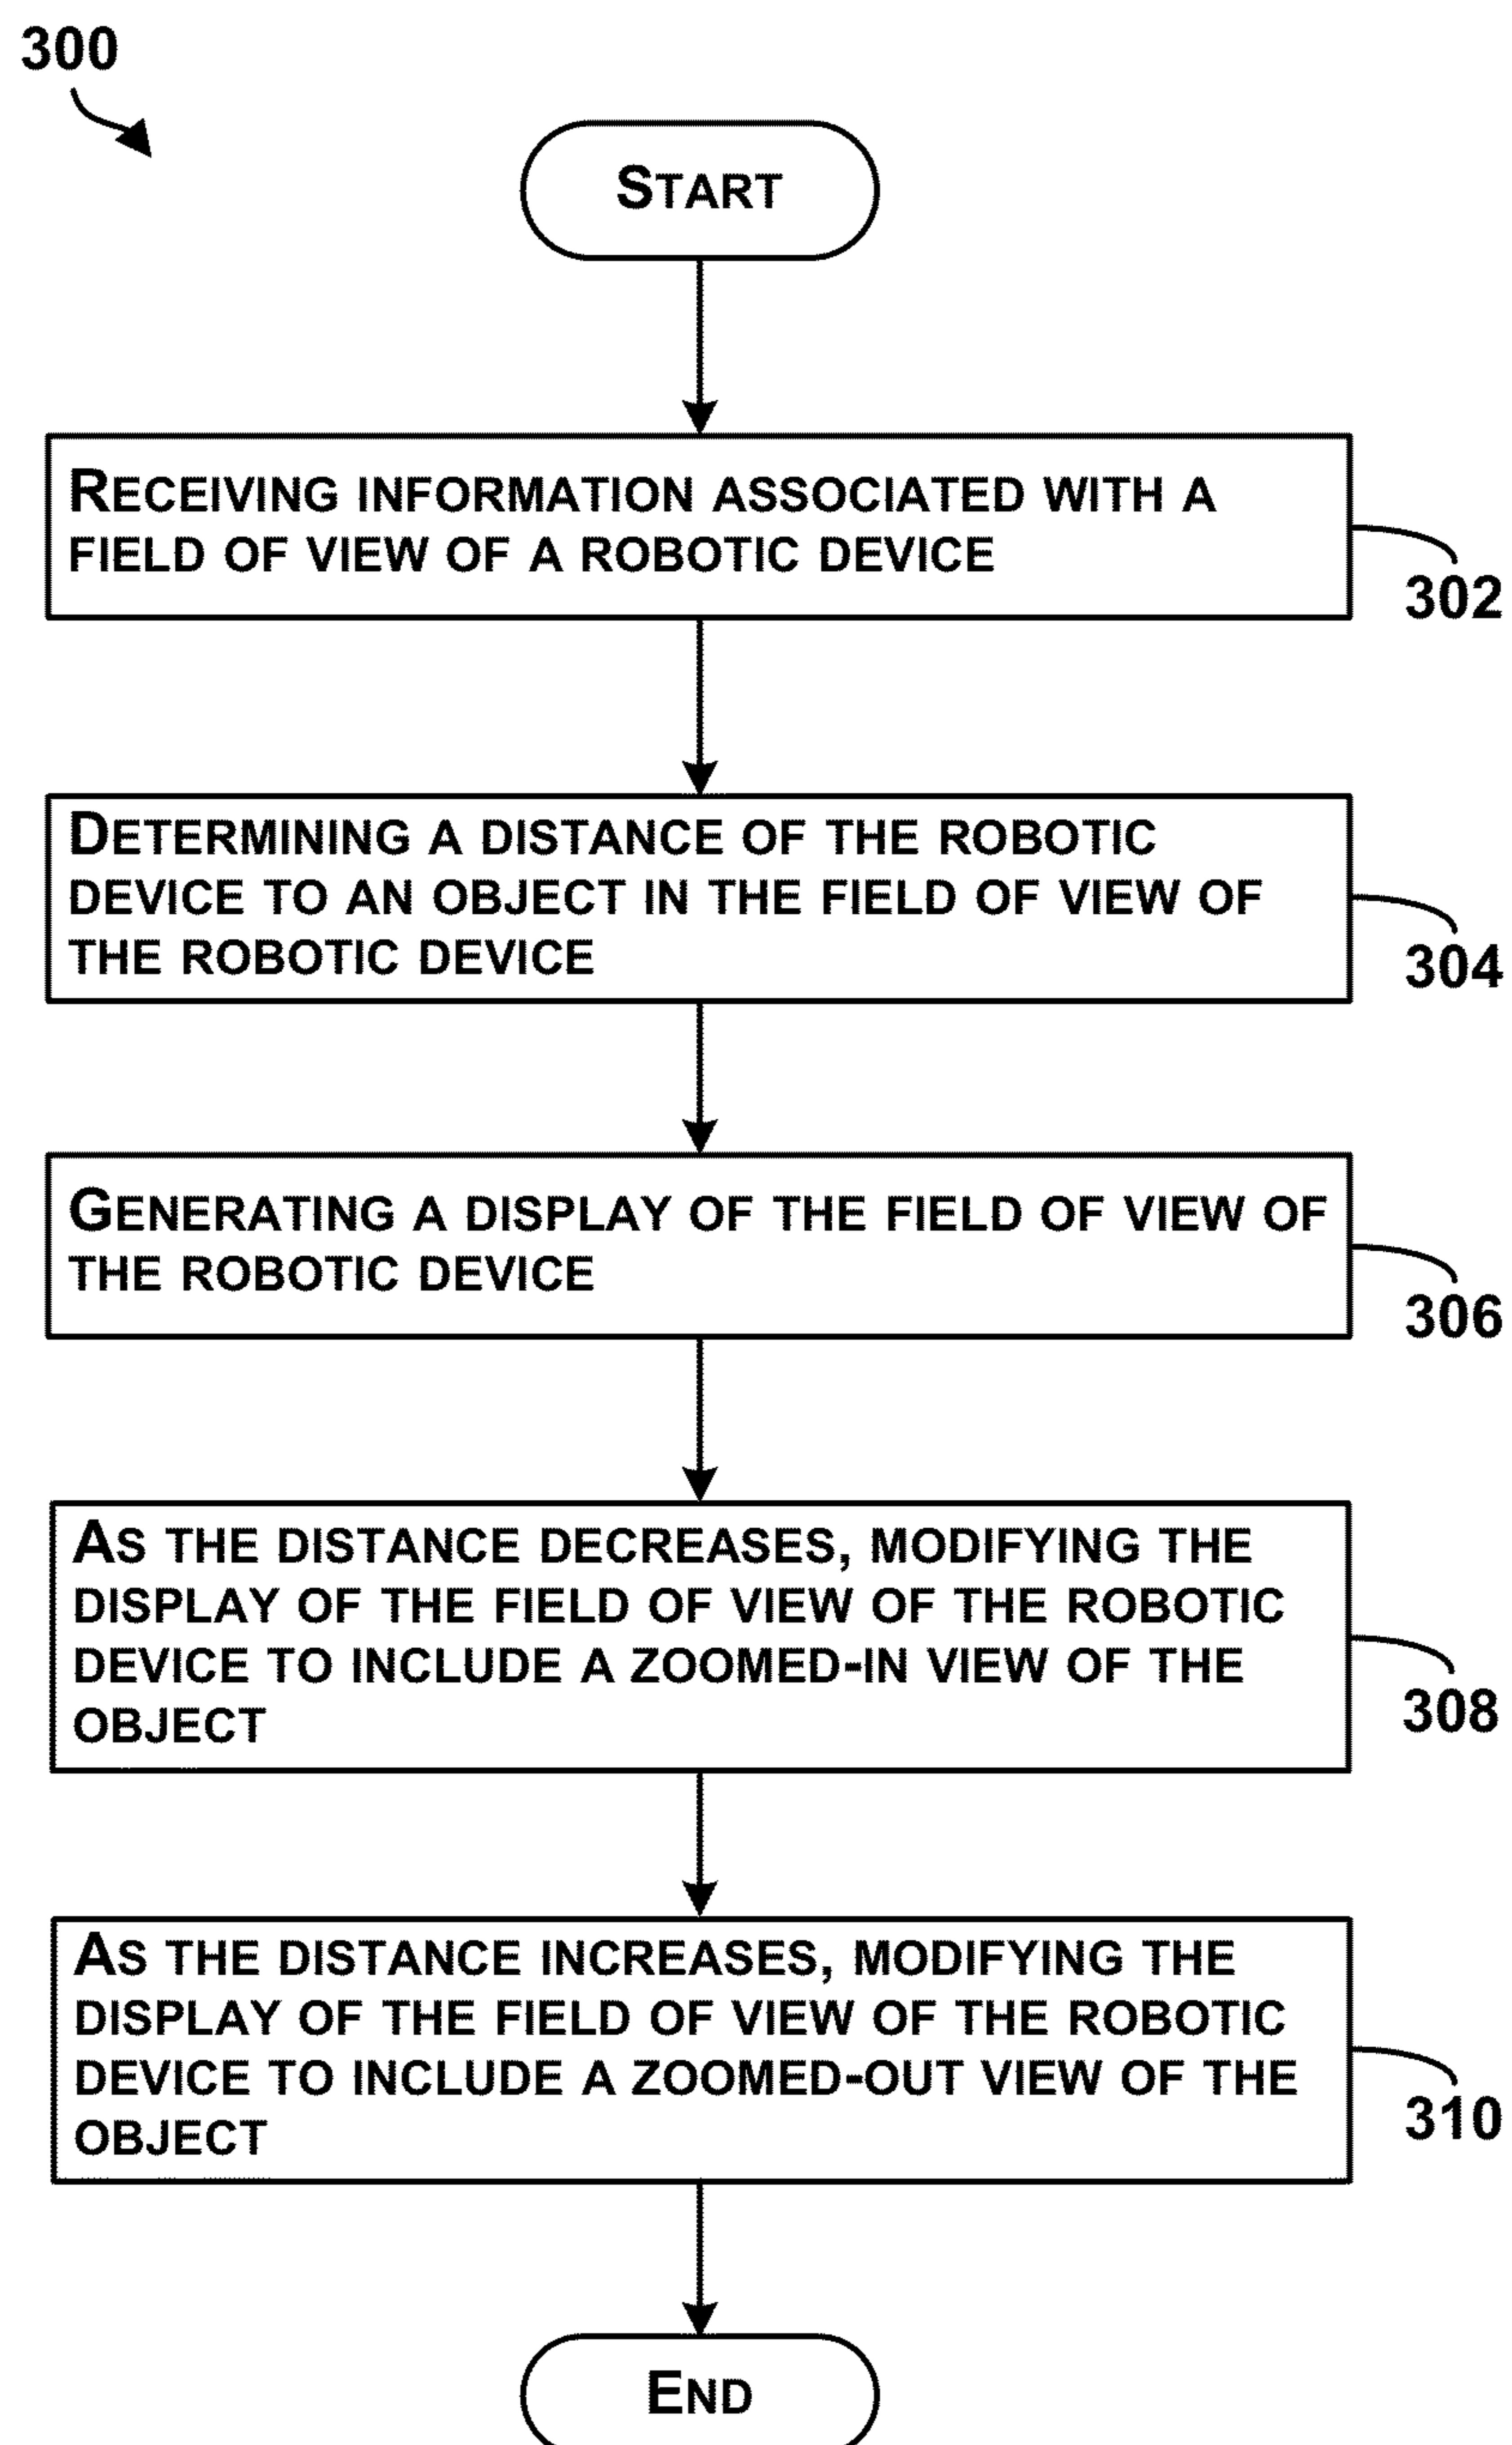 300
START
RECEIVING INFORMATION ASSOCIATED WITH A
FIELD OF VIEW OF A ROBOTIC DEVICE
302
DETERMINING A DISTANCE OF THE ROBOTIC
DEVICE TO AN OBJECT IN THE FIELD OF VIEW OF
THE ROBOTIC DEVICE
304
GENERATING A DISPLAY OF THE FIELD OF VIEW OF
THE ROBOTIC DEVICE
306
AS THE DISTANCE DECREASES, MODIFYING THE
DISPLAY OF THE FIELD OF VIEW OF THE ROBOTIC
DEVICE TO INCLUDE A ZOOMED-IN VIEW OF THE
OBJECT
308
AS THE DISTANCE INCREASES, MODIFYING THE
DISPLAY OF THE FIELD OF VIEW OF THE ROBOTIC
DEVICE TO INCLUDE A ZOOMED-OUT VIEW OF THE
OBJECT
310
END